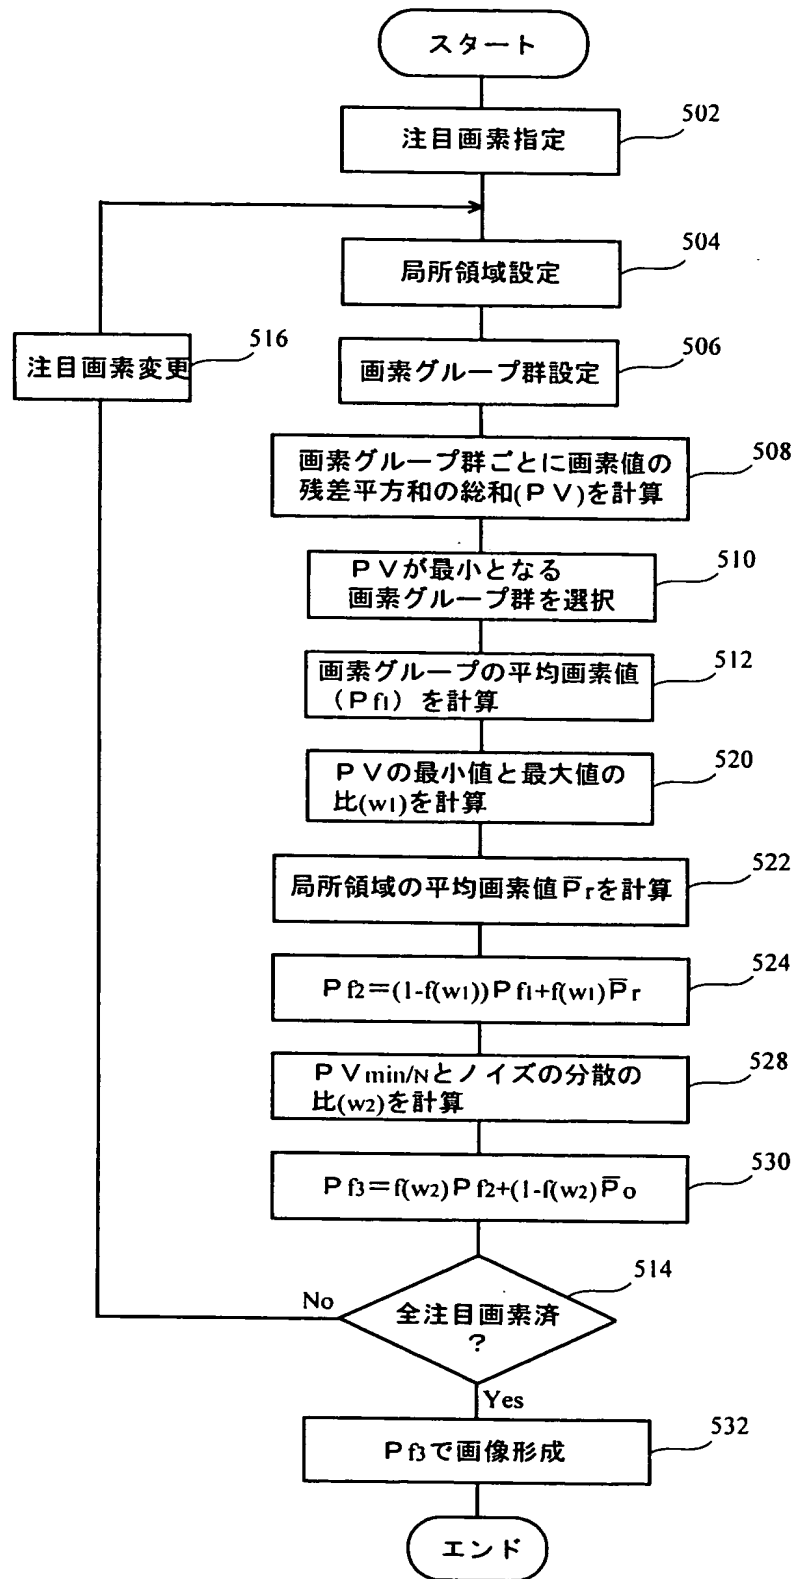 スタート
502
注目画素指定
504
局所領域設定
516
注目画素変更
506
画素グループ群設定
508
画素グループ群ごとに画素値の
残差平方和の総和(PV)を計算
510
PVが最小となる
画素グループ群を選択
512
画素グループの平均画素値
(Pf1)を計算
520
PVの最小値と最大値の
比(w1)を計算
522
局所領域の平均画素値P̅rを計算
524
Pf2=(1-f(w1))Pf1+f(w1)P̅r
528
PVmin/Nとノイズの分散の
比(w2)を計算
530
Pf3=f(w2)Pf2+(1-f(w2)P̅o
514
No
全注目画素済
?
Yes
532
Pf3で画像形成
エンド